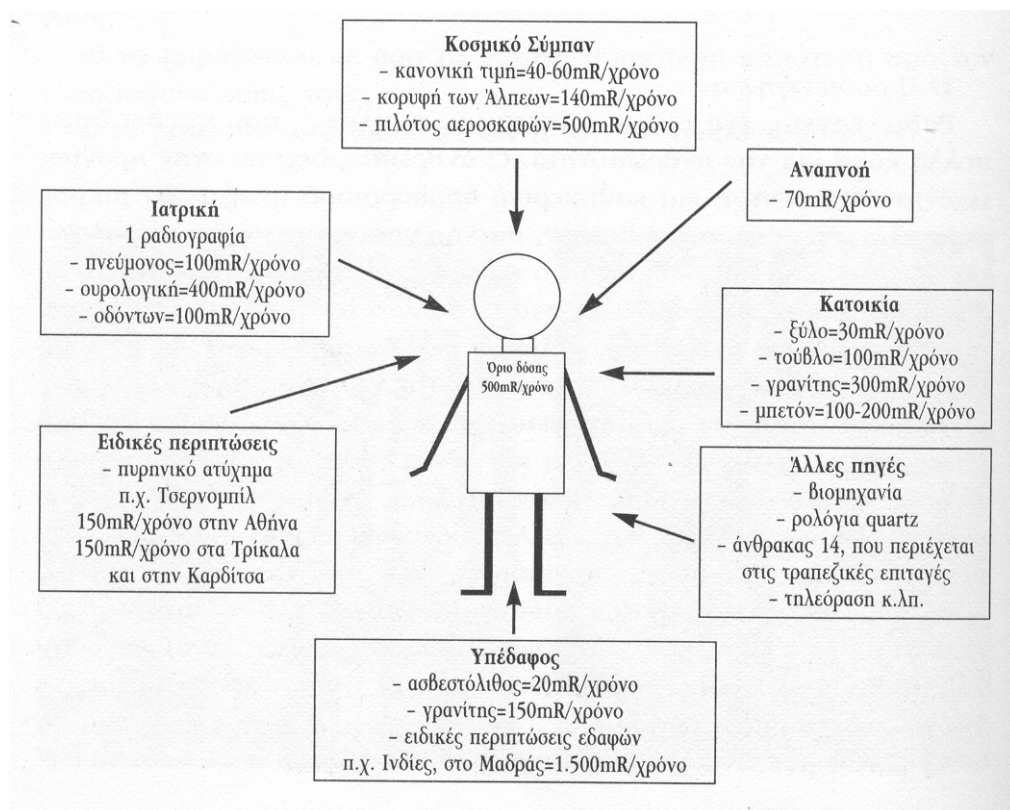 Κοσμικό Σύμπαν
– κανονική τιμή=40-60mR/χρόνο
– κορυφή των Άλπεων=140mR/χρόνο
– πιλότος αεροσκαφών=500mR/χρόνο
Αναπνοή
– 70mR/χρόνο
Ιατρική
1 ραδιογραφία
– πνεύμονος=100mR/χρόνο
– ουρολογική=400mR/χρόνο
– οδόντων=100mR/χρόνο
Κατοικία
– ξύλο=30mR/χρόνο
– τούβλο=100mR/χρόνο
– γρανίτης=300mR/χρόνο
– μπετόν=100-200mR/χρόνο
Όριο δόσης
500mR/χρόνο
Ειδικές περιπτώσεις
– πυρηνικό ατύχημα
π.χ. Τσερνομπίλ
150mR/χρόνο στην Αθήνα
150mR/χρόνο στα Τρίκαλα
και στην Καρδίτσα
Άλλες πηγές
– βιομηχανία
– ρολόγια quartz
– άνθρακας 14, που περιέχεται
στις τραπεζικές επιταγές
– τηλεόραση κ.λπ.
Υπέδαφος
– ασβεστόλιθος=20mR/χρόνο
– γρανίτης=150mR/χρόνο
– ειδικές περιπτώσεις εδαφών
π.χ. Ινδίες, στο Μαδράς=1.500mR/χρόνο